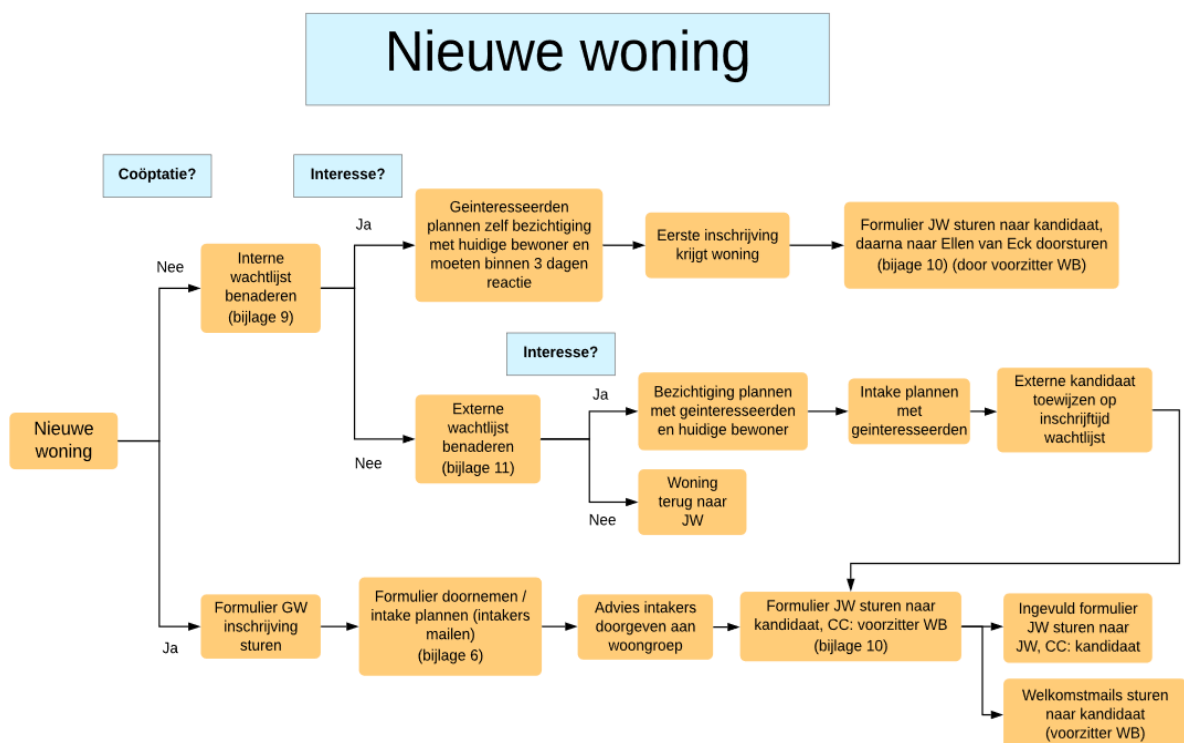 Nieuwe woning
Coöptatie?
Interesse?
Ja
Geinteresseerden
plannen zelf bezichtiging
met huidige bewoner en
moeten binnen 3 dagen
reactie
Eerste inschrijving
krijgt woning
Formulier JW sturen naar kandidaat,
daarna naar Ellen van Eck doorsturen
(bijage 10) (door voorzitter WB)
Nee
Interne
wachtlijst
benaderen
(bijlage 9)
Interesse?
Nee
Externe
wachtlijst
benaderen
(bijlage 11)
Ja
Bezichtiging plannen
met geinteresseerden
en huidige bewoner
Intake plannen
met
geinteresseerden
Externe kandidaat
toewijzen op
inschrijftijd
wachtlijst
Nieuwe
woning
Nee
Woning
terug naar
JW
Ja
Formulier GW
inschrijving
sturen
Formulier doornemen /
intake plannen (intakers
mailen)
(bijlage 6)
Advies intakers
doorgeven aan
woongroep
Formulier JW sturen naar
kandidaat, CC: voorzitter WB
(bijlage 10)
Ingevuld formulier
JW sturen naar
JW, CC: kandidaat
Welkomstmails sturen
naar kandidaat
(voorzitter WB)